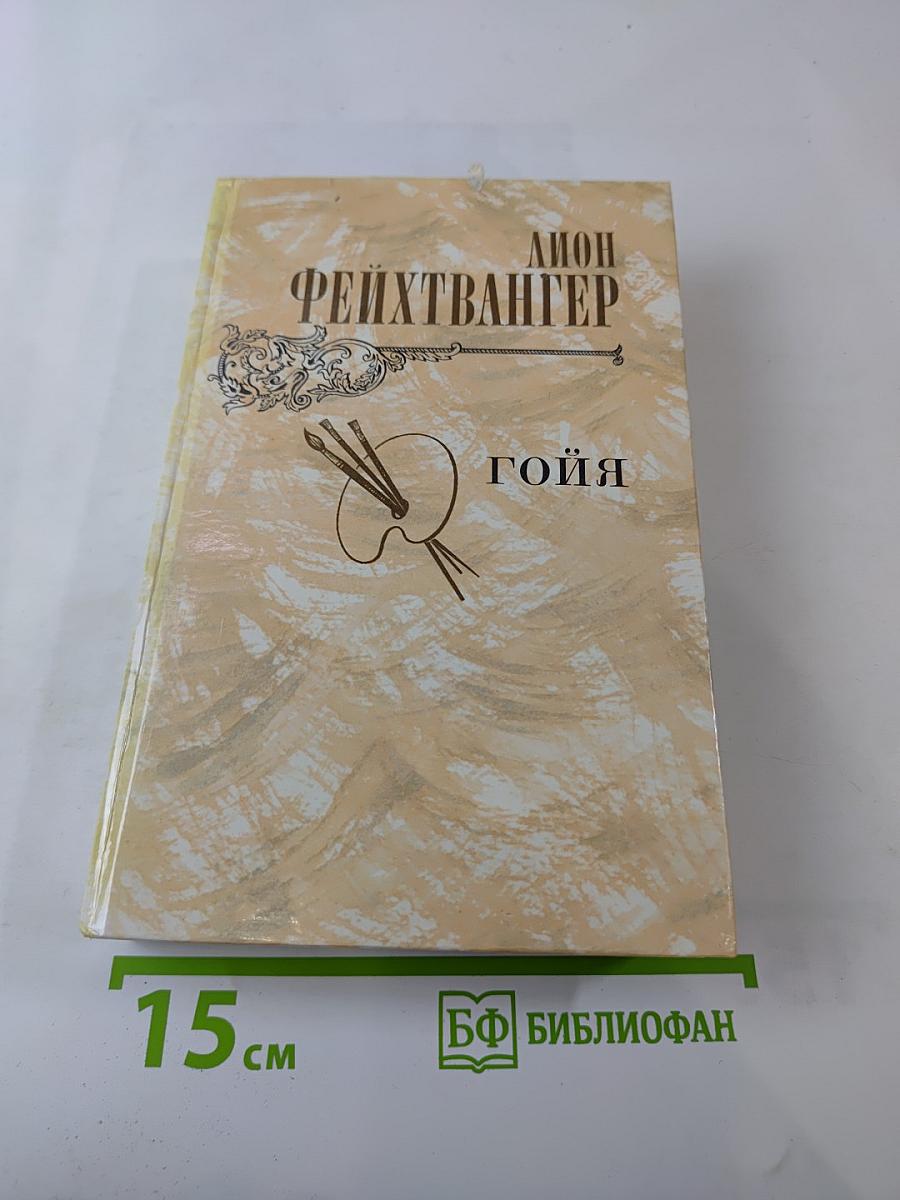 ЛИОН
ФЕЙХТВАНГЕР
ГОЙЯ
15 см
БФ БИБЛИОФАН